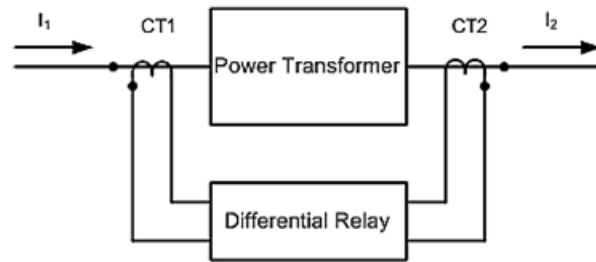 I₁
CT1
CT2
I₂
Power Transformer
Differential Relay